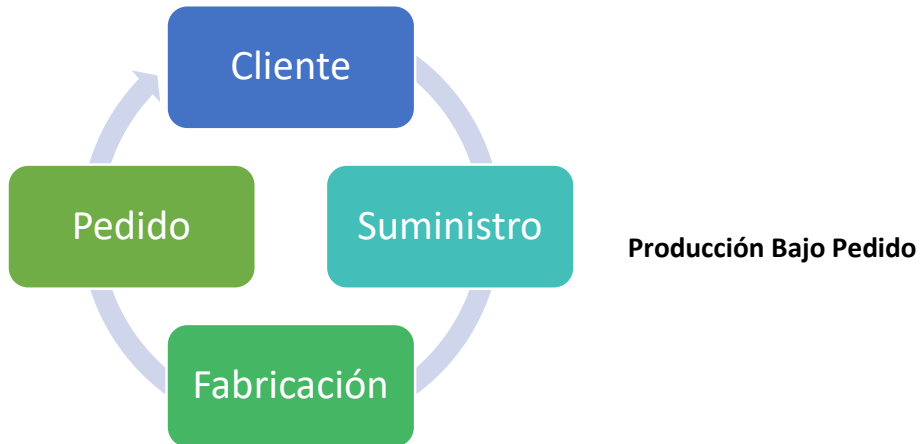 Cliente
Pedido
Suministro
Producción Bajo Pedido
Fabricación